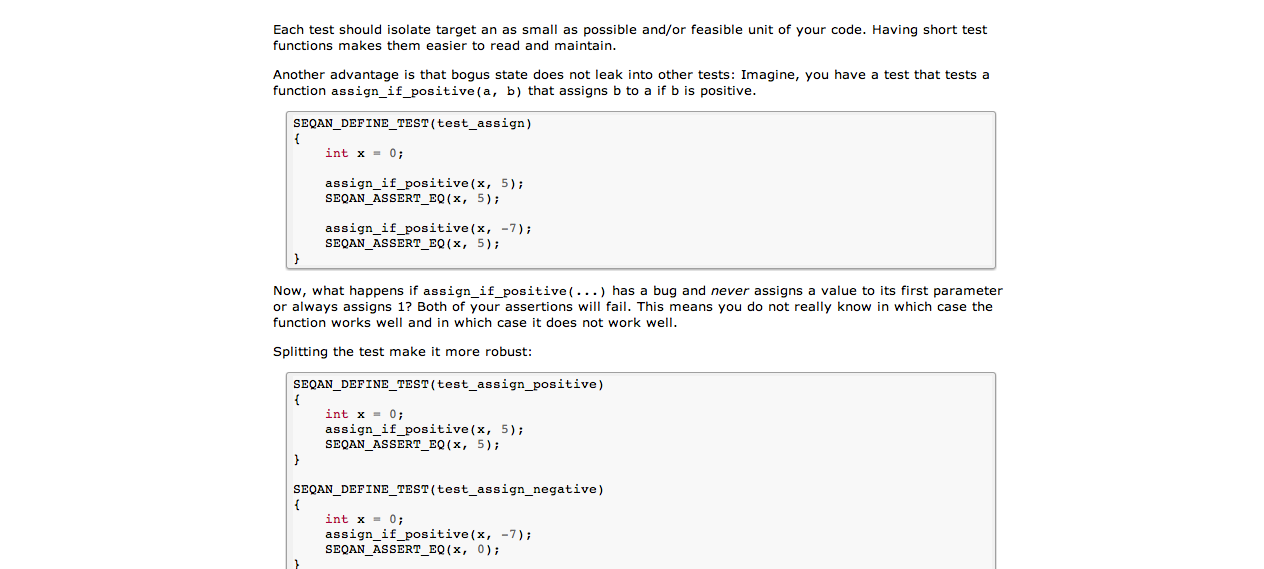 Each test should isolate target an as small as possible and/or feasible unit of your code. Having short test
functions makes them easier to read and maintain.
Another advantage is that bogus state does not leak into other tests: Imagine, you have a test that tests a
function assign_if_positive(a, b) that assigns b to a if b is positive.
SEQAN_DEFINE_TEST(test_assign)
{
int x = 0;
assign_if_positive(x, 5);
SEQAN_ASSERT_EQ(x, 5);
assign_if_positive(x, -7);
SEQAN_ASSERT_EQ(x, 5);
}
Now, what happens if assign_if_positive(...) has a bug and never assigns a value to its first parameter
or always assigns 1? Both of your assertions will fail. This means you do not really know in which case the
function works well and in which case it does not work well.
Splitting the test make it more robust:
SEQAN_DEFINE_TEST(test_assign_positive)
{
int x = 0;
assign_if_positive(x, 5);
SEQAN_ASSERT_EQ(x, 5);
}
SEQAN_DEFINE_TEST(test_assign_negative)
{
int x = 0;
assign_if_positive(x, -7);
SEQAN_ASSERT_EQ(x, 0);
}